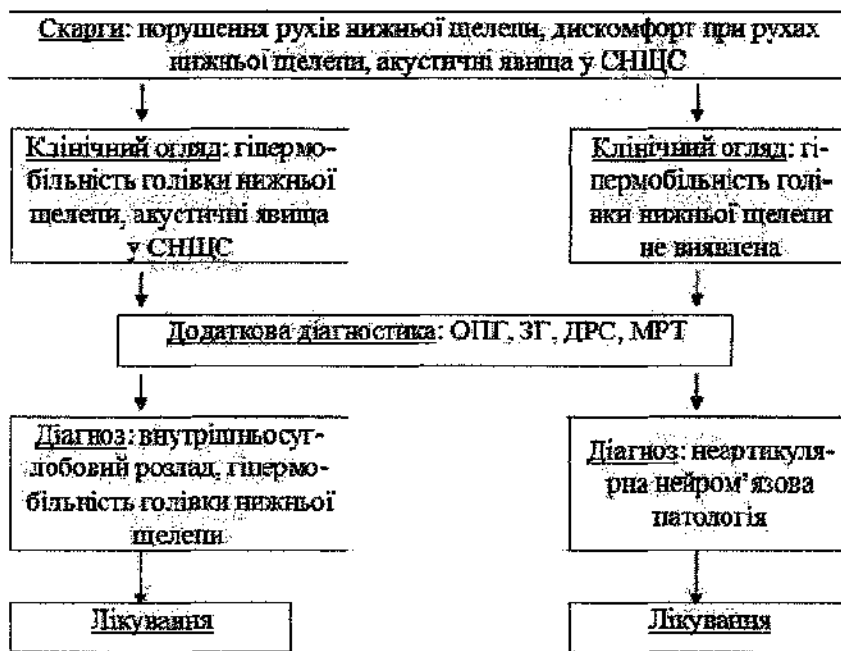 Скарги: порушення рухів нижньої щелепи, дискомфорт при рухах
нижньої щелепи, акустичні явища у СНЩС
Клінічний огляд: гіпермо-
більність голівки нижньої
щелепи, акустичні явища
у СНЩС
Клінічний огляд: гі-
пермобільність голі-
вки нижньої щелепи
не виявлена
Додаткова діагностика: ОПГ, ЗГ, ДРС, МРТ
Діагноз: внутрішньосуг-
лобовий розлад, гіпермо-
більність голівки нижньої
щелепи
Діагноз: неартикуля-
рна нейром’язова
патологія
Лікування
Лікування